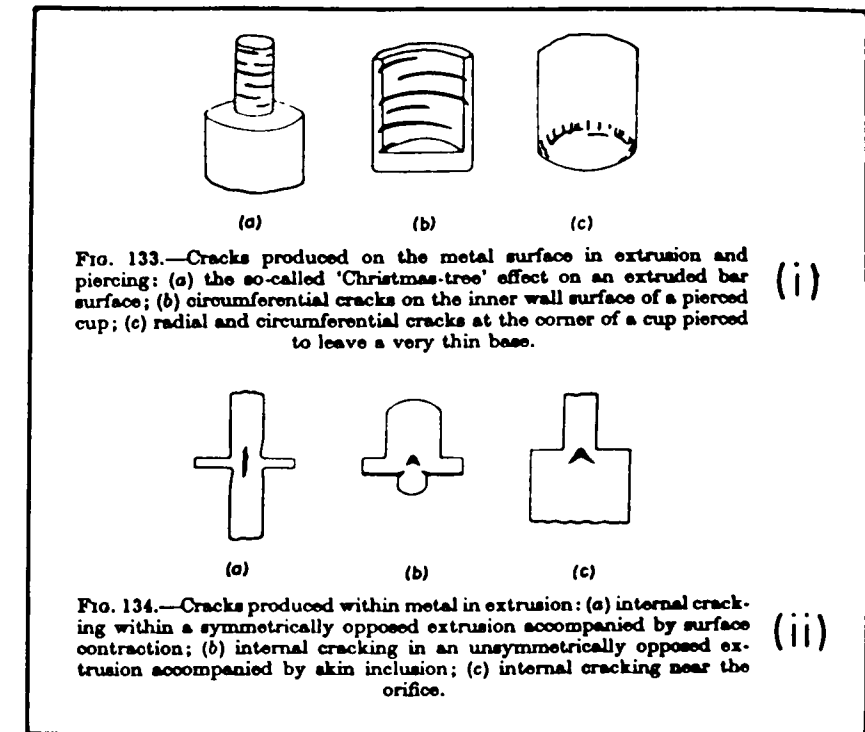 (a) (b) (c)
FIG. 133.—Cracks produced on the metal surface in extrusion and
piercing: (a) the so-called 'Christmas-tree' effect on an extruded bar
surface; (b) circumferential cracks on the inner wall surface of a pierced
cup; (c) radial and circumferential cracks at the corner of a cup pierced
to leave a very thin base.
(i)
(a) (b) (c)
FIG. 134.—Cracks produced within metal in extrusion: (a) internal crack-
ing within a symmetrically opposed extrusion accompanied by surface
contraction; (b) internal cracking in an unsymmetrically opposed ex-
trusion accompanied by skin inclusion; (c) internal cracking near the
orifice.
(ii)